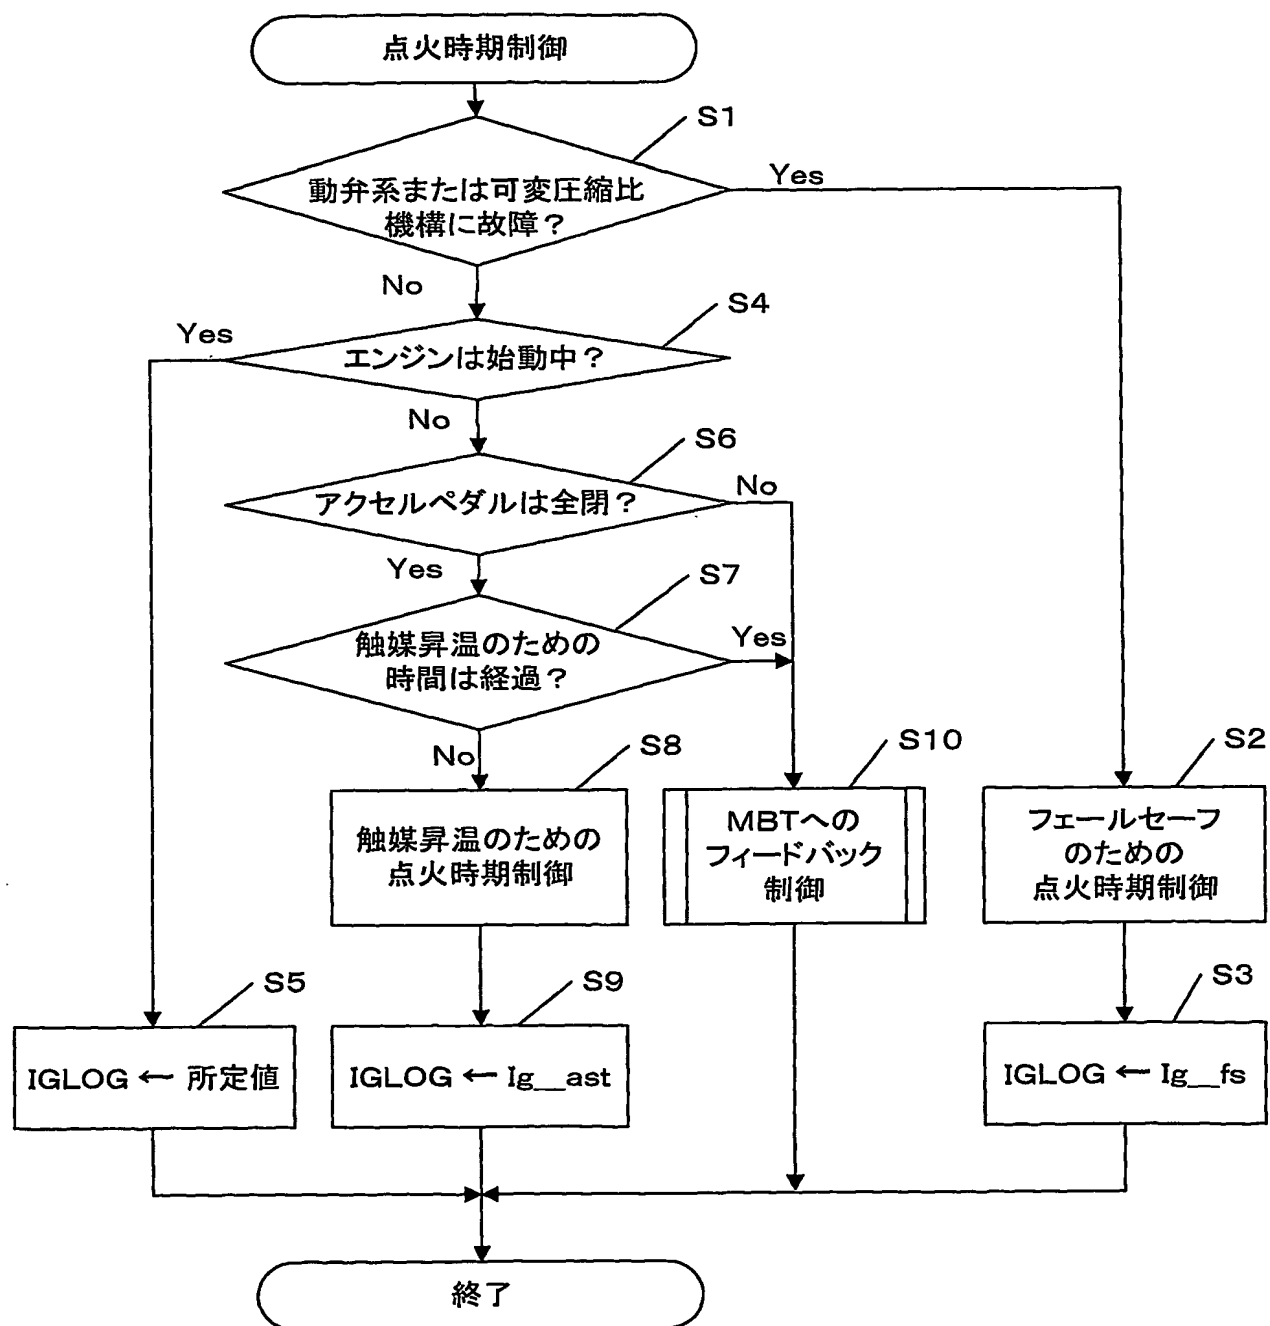 点火時期制御
S1
動弁系または可変圧縮比
機構に故障?
Yes
No
S4
Yes
エンジンは始動中?
No
S6
アクセルペダルは全閉?
No
Yes
S7
触媒昇温のための
時間は経過?
Yes
No
S8
触媒昇温のための
点火時期制御
S10
MBTへの
フィードバック
制御
S2
フェールセーフ
のための
点火時期制御
S5
IGLOG ← 所定値
S9
IGLOG ← Ig__ast
S3
IGLOG ← Ig__fs
終了